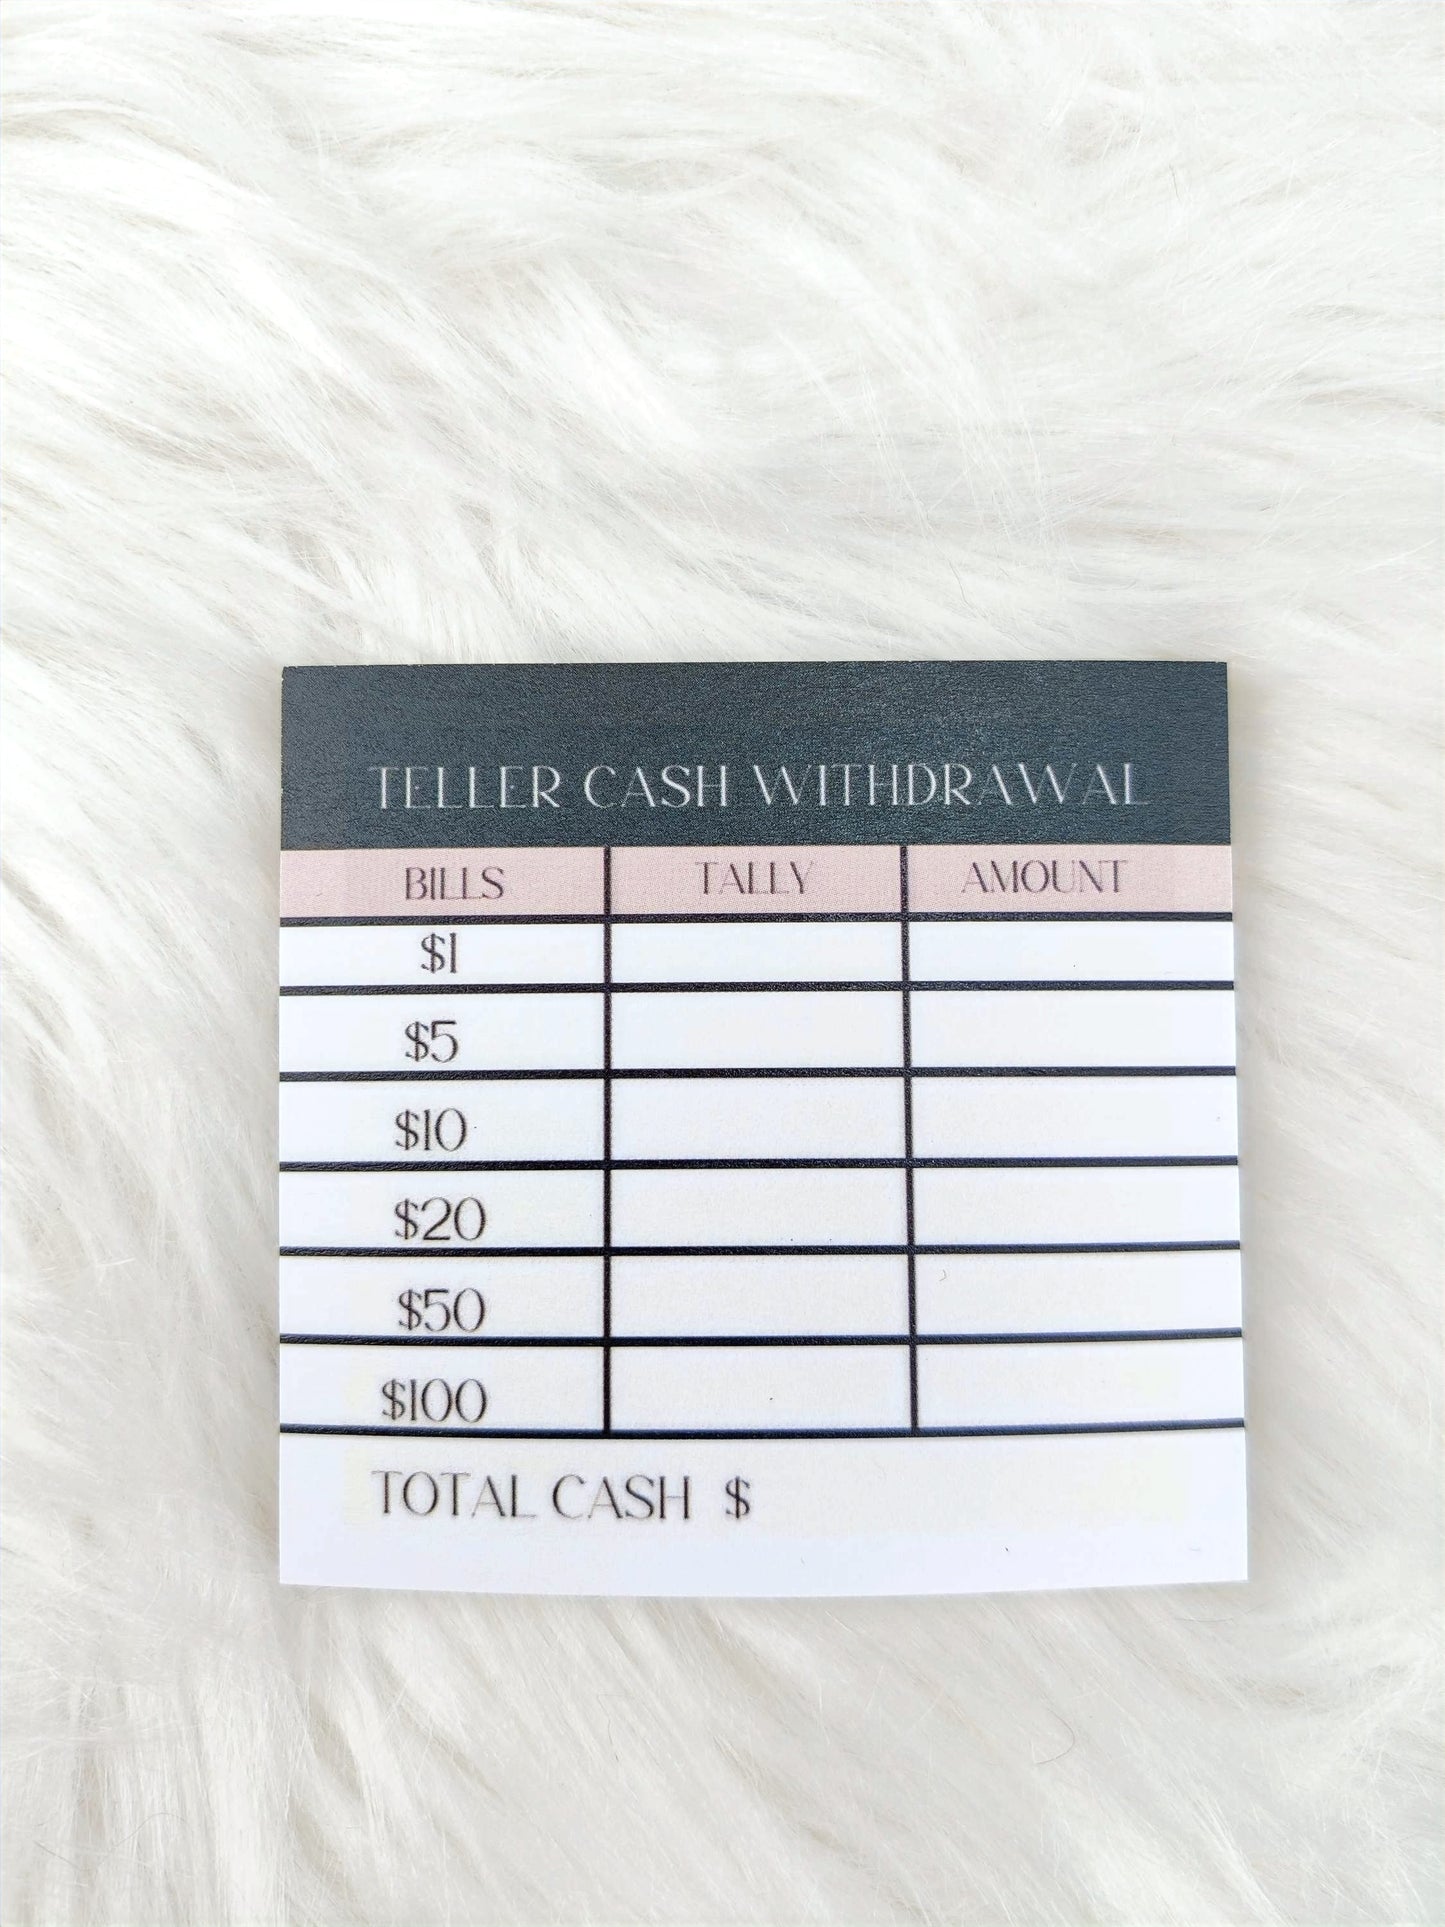 TELLER CASH WITHDRAWAL
BILLS TALLY AMOUNT
$1
$5
$10
$20
$50
$100
TOTAL CASH $